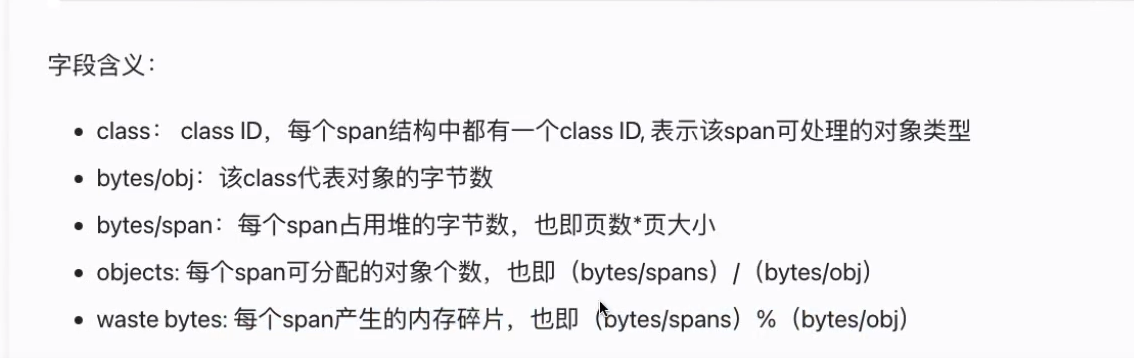 字段含义：
• class： class ID，每个span结构中都有一个class ID, 表示该span可处理的对象类型
• bytes/obj：该class代表对象的字节数
• bytes/span：每个span占用堆的字节数，也即页数*页大小
• objects: 每个span可分配的对象个数，也即（bytes/spans）/（bytes/obj）
• waste bytes: 每个span产生的内存碎片，也即（bytes/spans）%（bytes/obj）